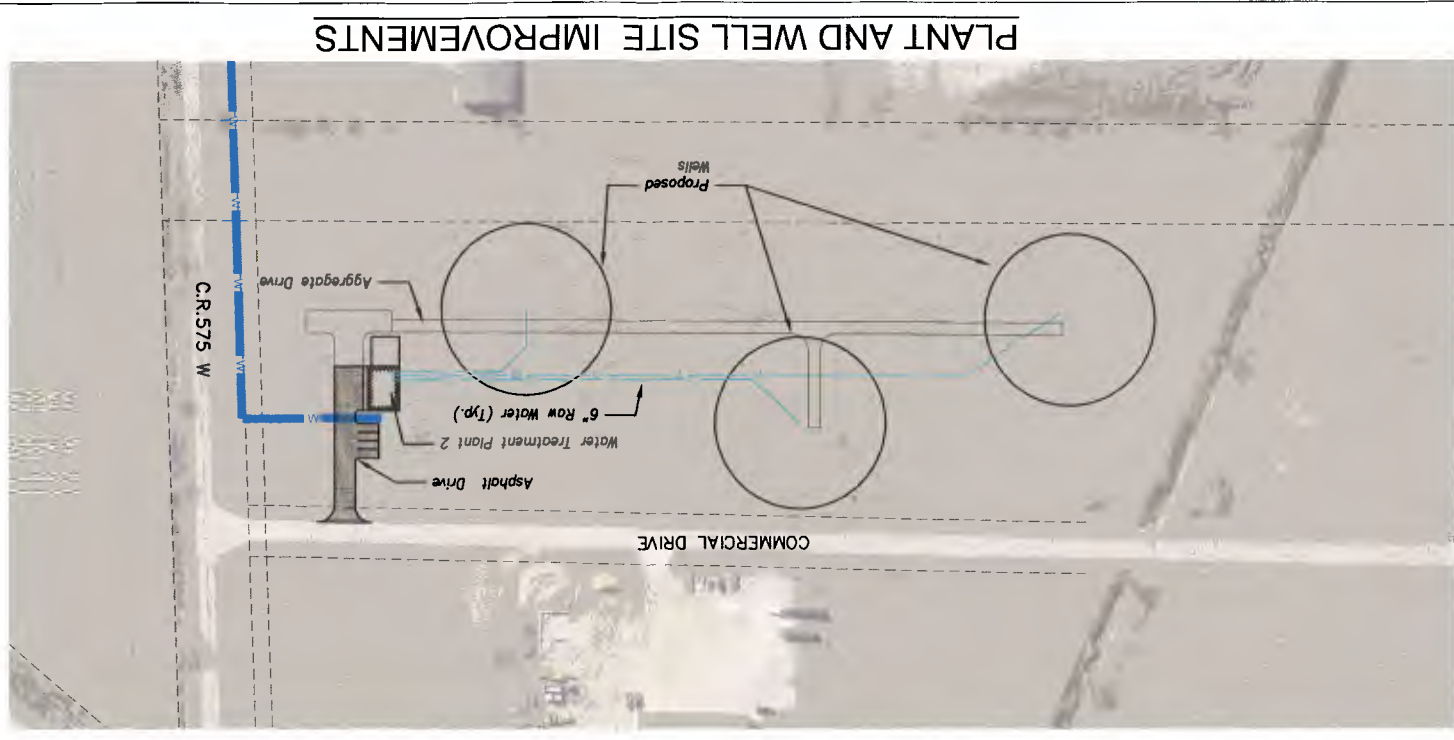 COMMERCIAL DRIVE
Asphalt Drive
Water Treatment Plant 2
6" Raw Water (Typ.)
W
W
C.R.575 W
Aggregate Drive
W
Proposed
Wells
PLANT AND WELL SITE IMPROVEMENTS